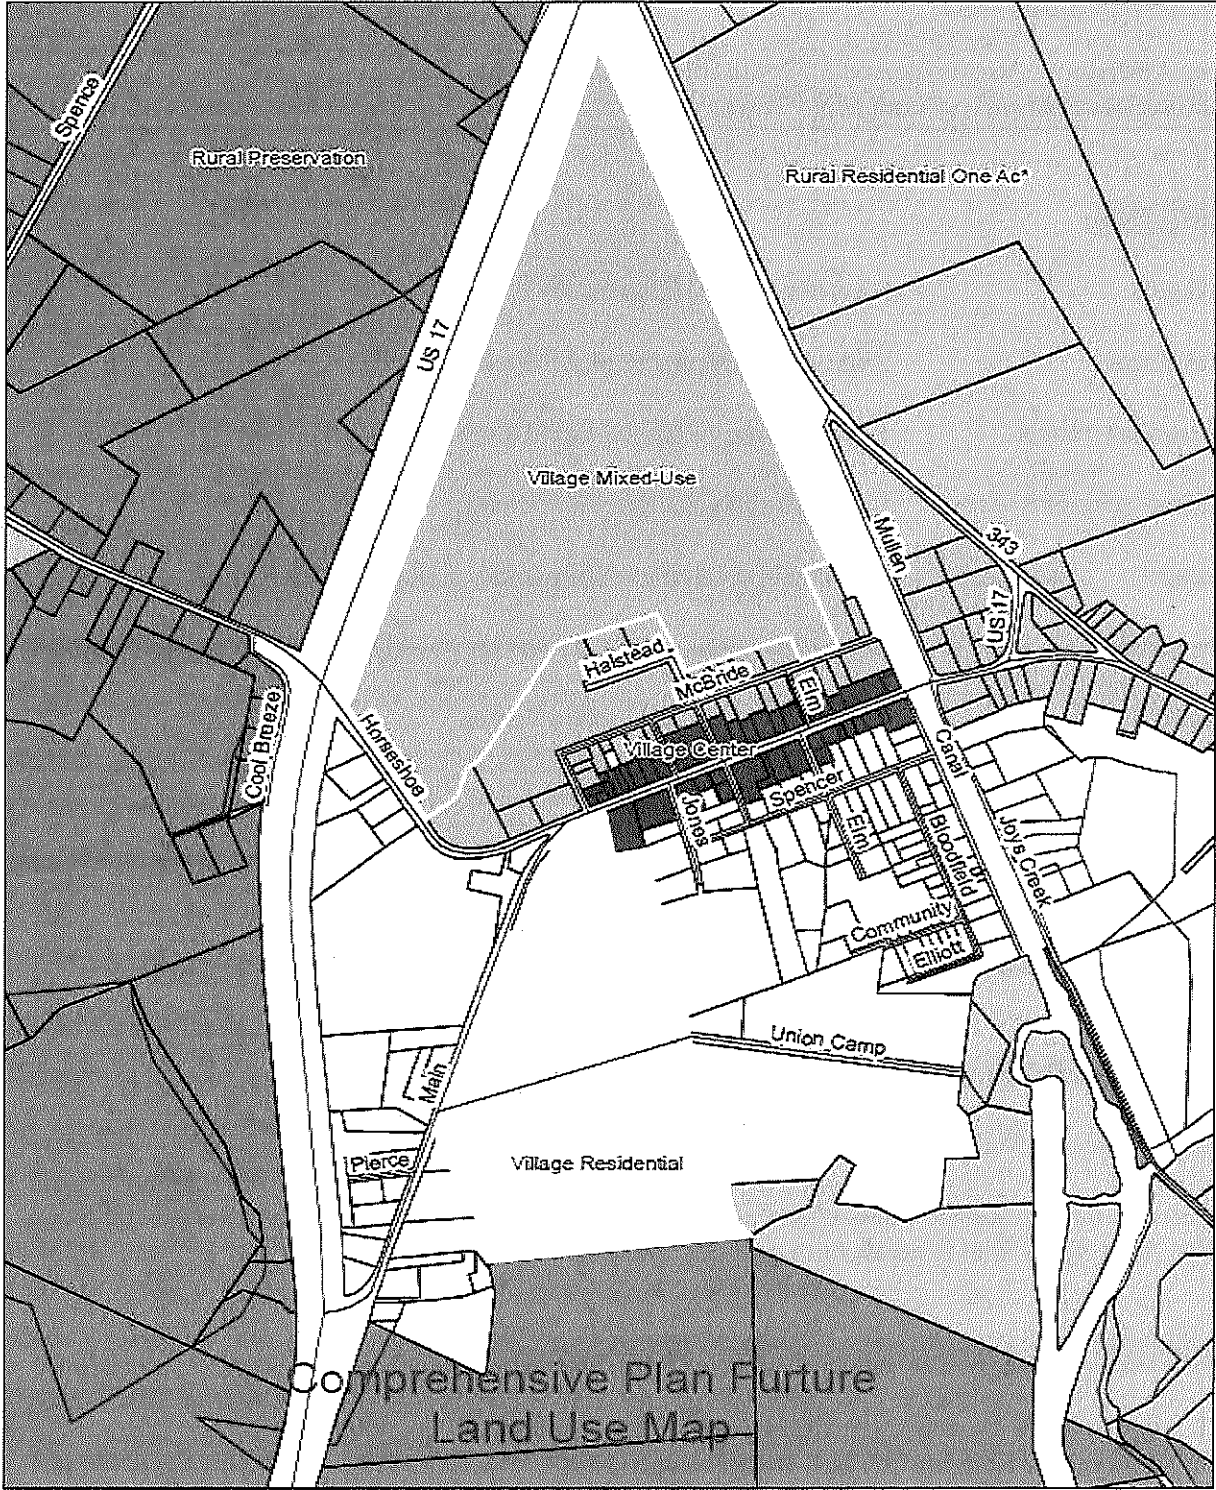 Spence
Rural Preservation
Rural Residential One Ac*
US 17
Village Mixed-Use
Mullen
343
US 17
Halstead
McBride
Elm
Cool Breeze
Horseshoe
Village Center
Canal
Jones
Spencer
Elm
Bloodfield
Joys Creek
Community
Elliott
Union Camp
Main
Pierce
Village Residential
Comprehensive Plan Furture
Land Use Map